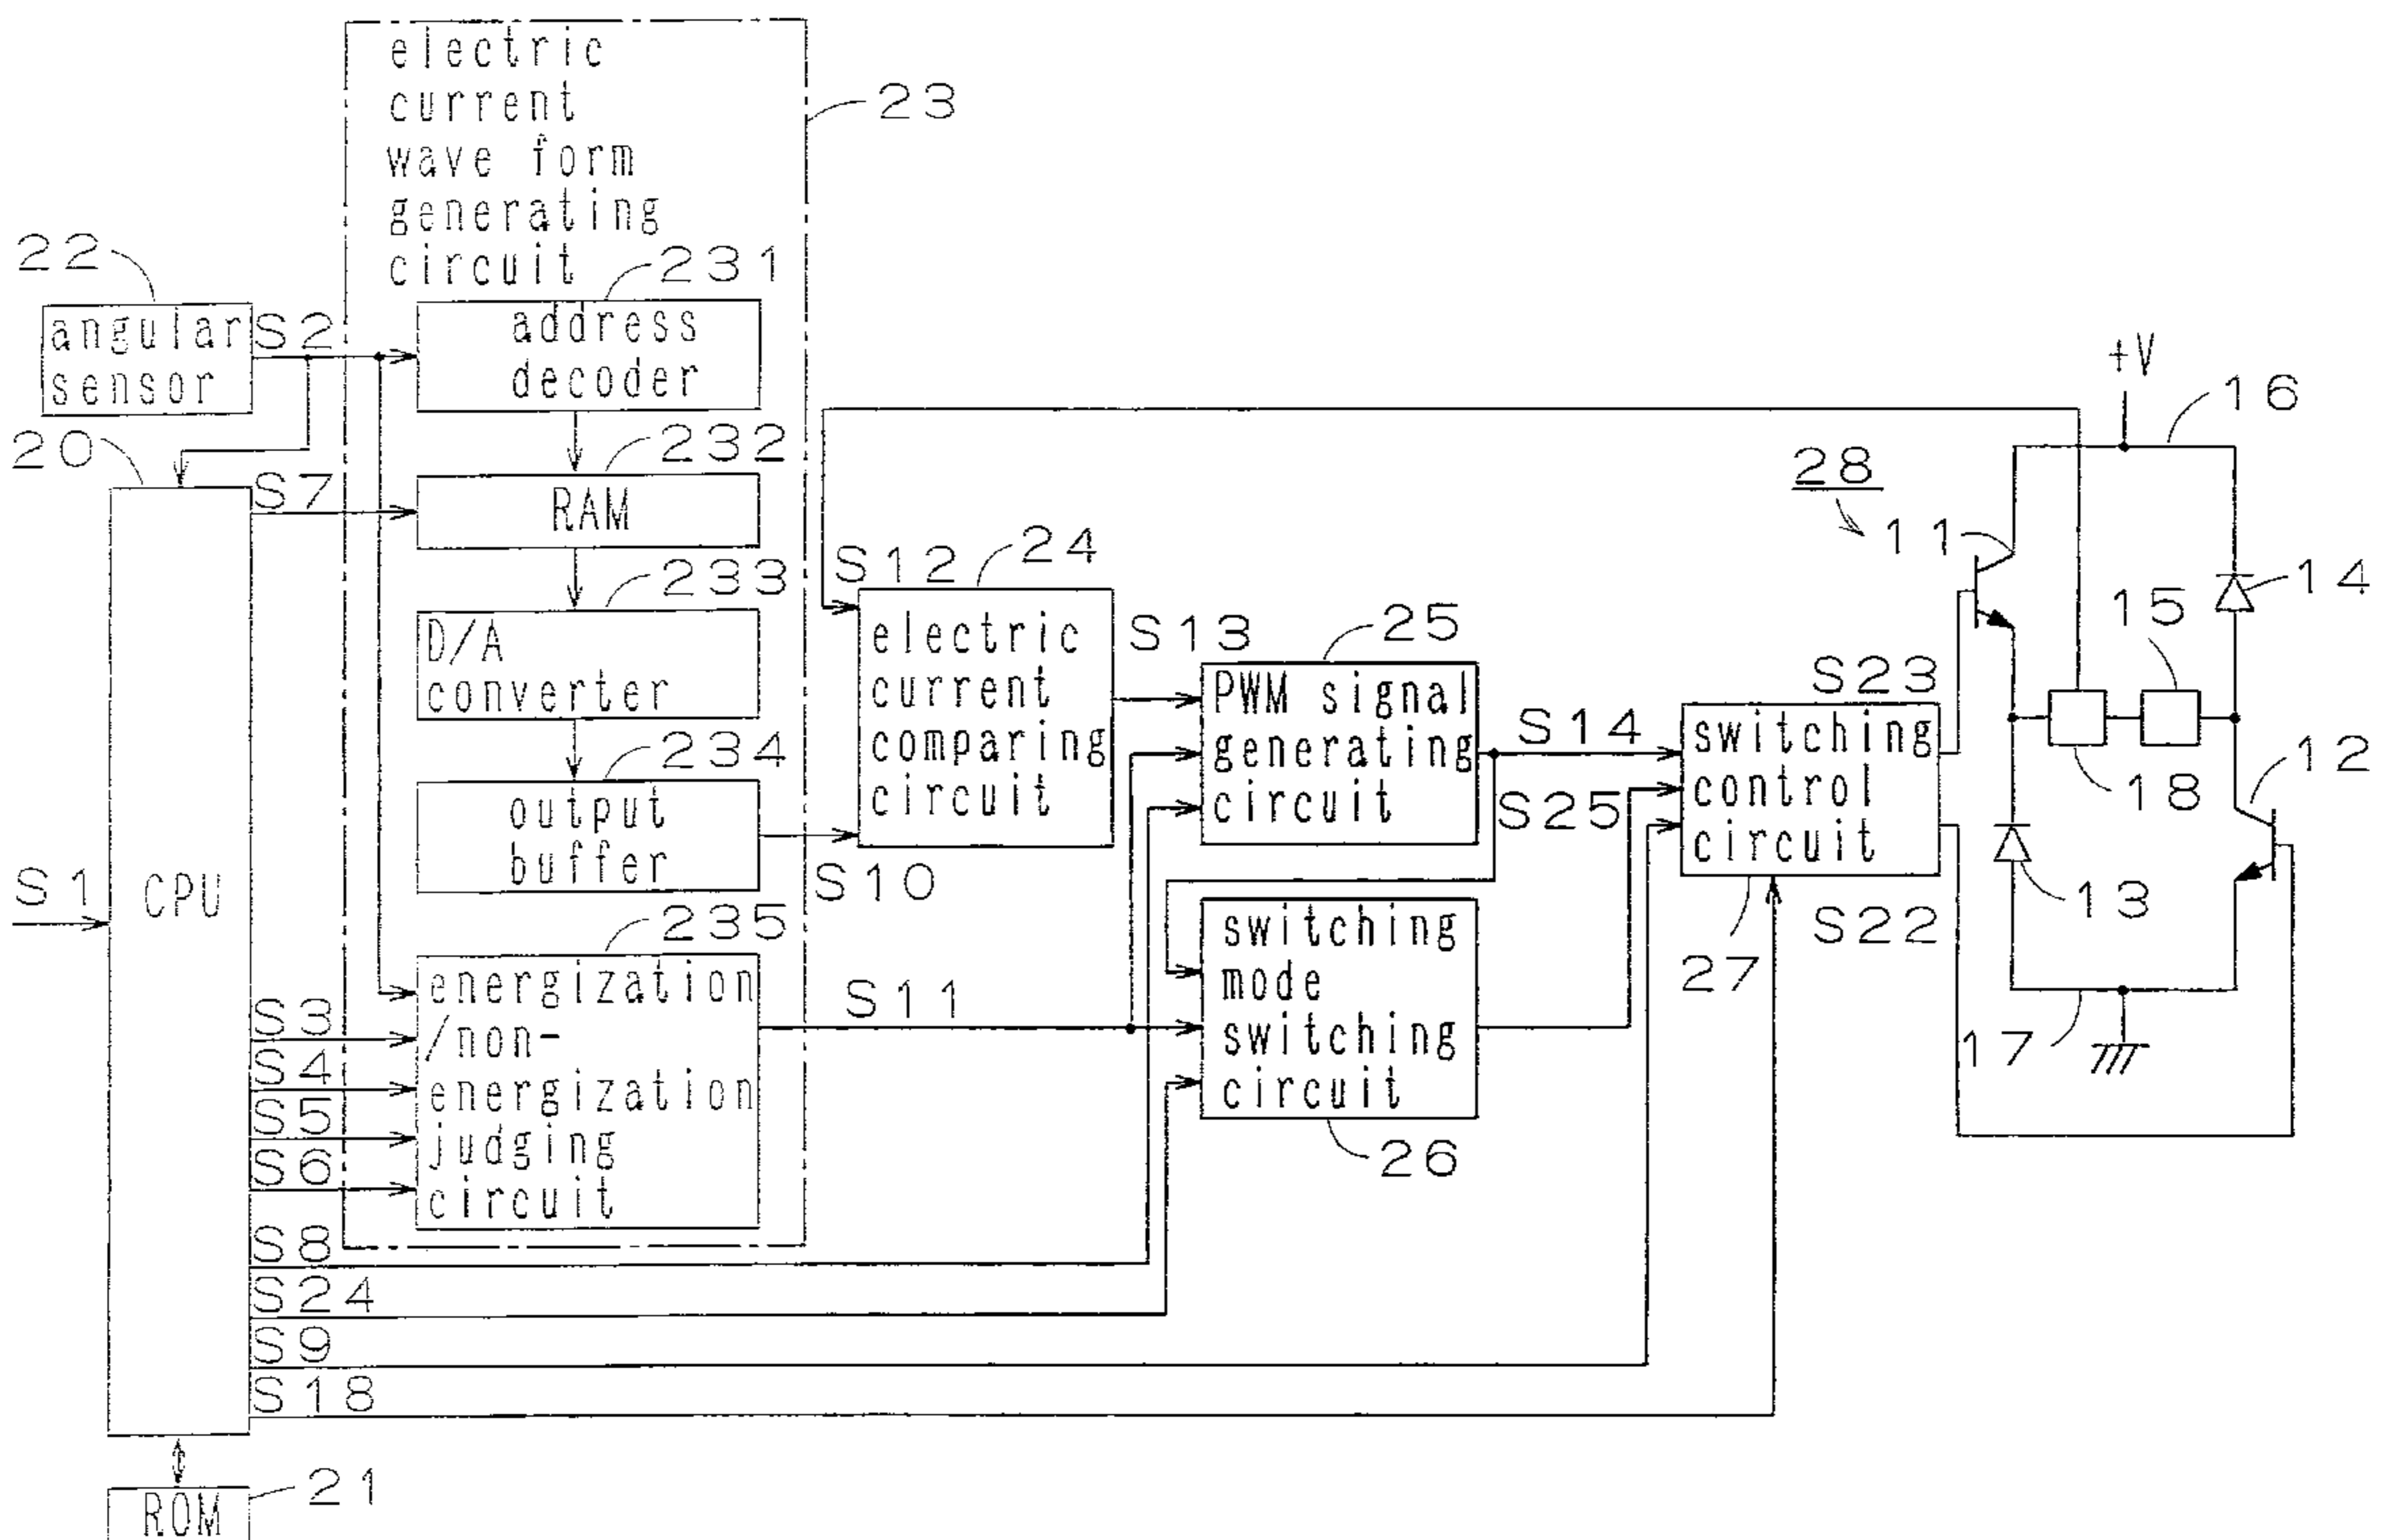 electric
current
wave form
generating
circuit
23
22
angular
sensor
S2
231
address
decoder
20
S7
232
RAM
233
D/A
converter
234
output
buffer
S10
235
energization
/non-
energization
judging
circuit
S1
CPU
S3
S4
S5
S6
S8
S24
S9
S18
ROM
21
S12
24
electric
current
comparing
circuit
S13
25
PWM signal
generating
circuit
S14
S25
S11
switching
mode
switching
circuit
26
switching
control
circuit
27
S23
S22
28
+V
16
11
14
15
18
12
13
17